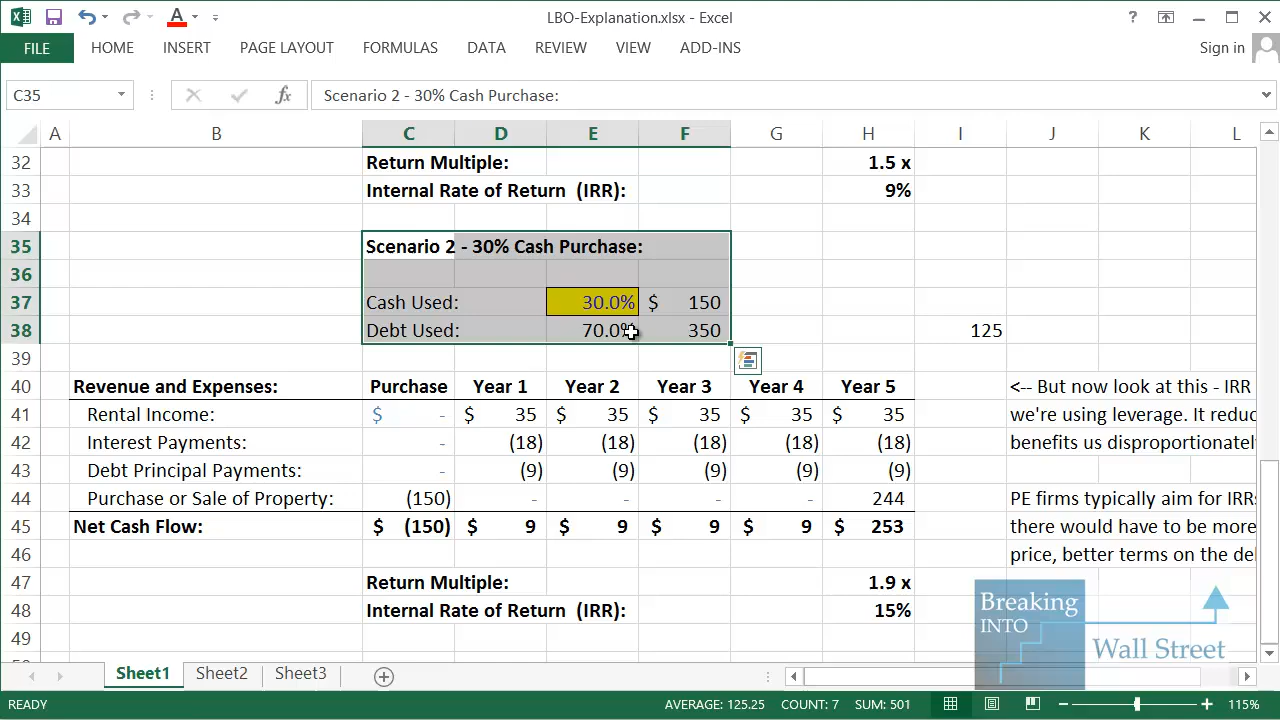 LBO-Explanation.xlsx - Excel
FILE HOME INSERT PAGE LAYOUT FORMULAS DATA REVIEW VIEW ADD-INS Sign in
C35 fx Scenario 2 - 30% Cash Purchase:
A B C D E F G H I J K L
32 Return Multiple: 1.5 x
33 Internal Rate of Return (IRR): 9%
34
35 Scenario 2 - 30% Cash Purchase:
36
37 Cash Used: 30.0% $ 150
38 Debt Used: 70.0% 350 125
39
40 Revenue and Expenses: Purchase Year 1 Year 2 Year 3 Year 4 Year 5 <-- But now look at this - IRR
41 Rental Income: $ - $ 35 $ 35 $ 35 $ 35 $ 35 we're using leverage. It reduc
42 Interest Payments: - (18) (18) (18) (18) (18) benefits us disproportionatel
43 Debt Principal Payments: - (9) (9) (9) (9) (9)
44 Purchase or Sale of Property: (150) - - - - 244 PE firms typically aim for IRRs
45 Net Cash Flow: $ (150) $ 9 $ 9 $ 9 $ 9 $ 253 there would have to be more
46 price, better terms on the de
47 Return Multiple: 1.9 x
48 Internal Rate of Return (IRR): 15%
49
Breaking
INTO
Wall Street
Sheet1 Sheet2 Sheet3
READY AVERAGE: 125.25 COUNT: 7 SUM: 501 115%